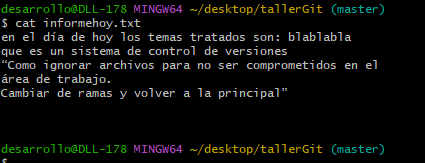 desarrollo@DLL-178 MINGW64 ~/desktop/tallerGit (master)
$ cat informehoy.txt
en el día de hoy los temas tratados son: blablabla
que es un sistema de control de versiones
“Como ignorar archivos para no ser comprometidos en el
área de trabajo.
Cambiar de ramas y volver a la principal”
desarrollo@DLL-178 MINGW64 ~/desktop/tallerGit (master)
$